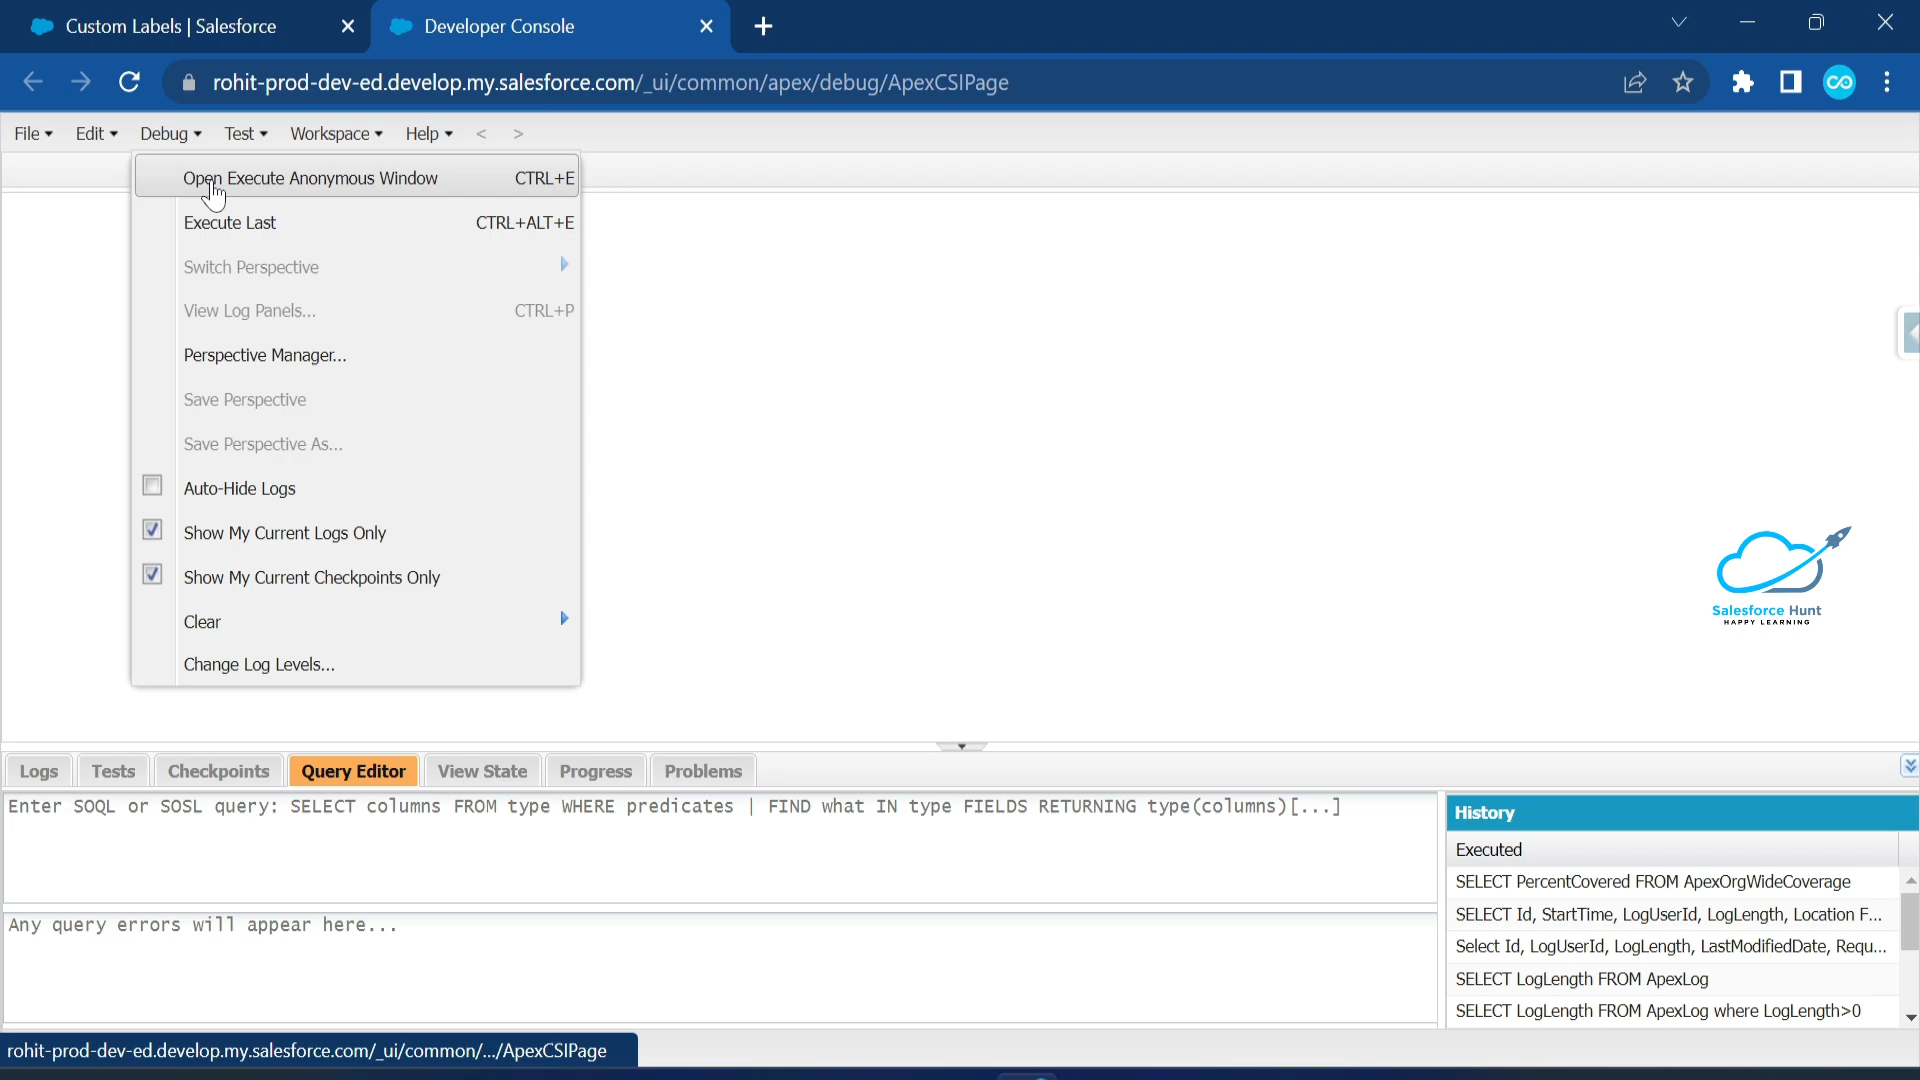 Custom Labels | Salesforce
Developer Console
rohit-prod-dev-ed.develop.my.salesforce.com/_ui/common/apex/debug/ApexCSIPage
File Edit Debug Test Workspace Help < >
Open Execute Anonymous Window CTRL+E
Execute Last CTRL+ALT+E
Switch Perspective
View Log Panels... CTRL+P
Perspective Manager...
Save Perspective
Save Perspective As...
Auto-Hide Logs
Show My Current Logs Only
Show My Current Checkpoints Only
Clear
Change Log Levels...
Salesforce Hunt
HAPPY LEARNING
Logs Tests Checkpoints Query Editor View State Progress Problems
Enter SOQL or SOSL query: SELECT columns FROM type WHERE predicates | FIND what IN type FIELDS RETURNING type(columns)[...]
Any query errors will appear here...
History
Executed
SELECT PercentCovered FROM ApexOrgWideCoverage
SELECT Id, StartTime, LogUserId, LogLength, Location F...
Select Id, LogUserId, LogLength, LastModifiedDate, Requ...
SELECT LogLength FROM ApexLog
SELECT LogLength FROM ApexLog where LogLength>0
rohit-prod-dev-ed.develop.my.salesforce.com/_ui/common/.../ApexCSIPage